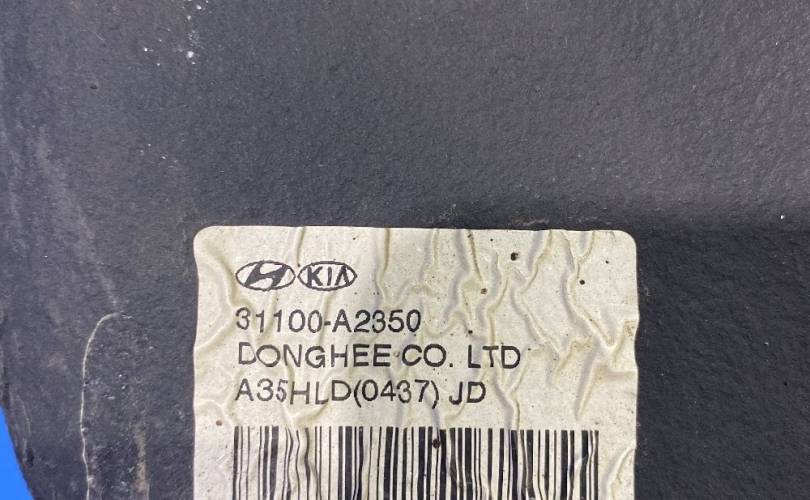 KIA
31100-A2350
DONGHEE CO. LTD
A35HLD(0437) JD